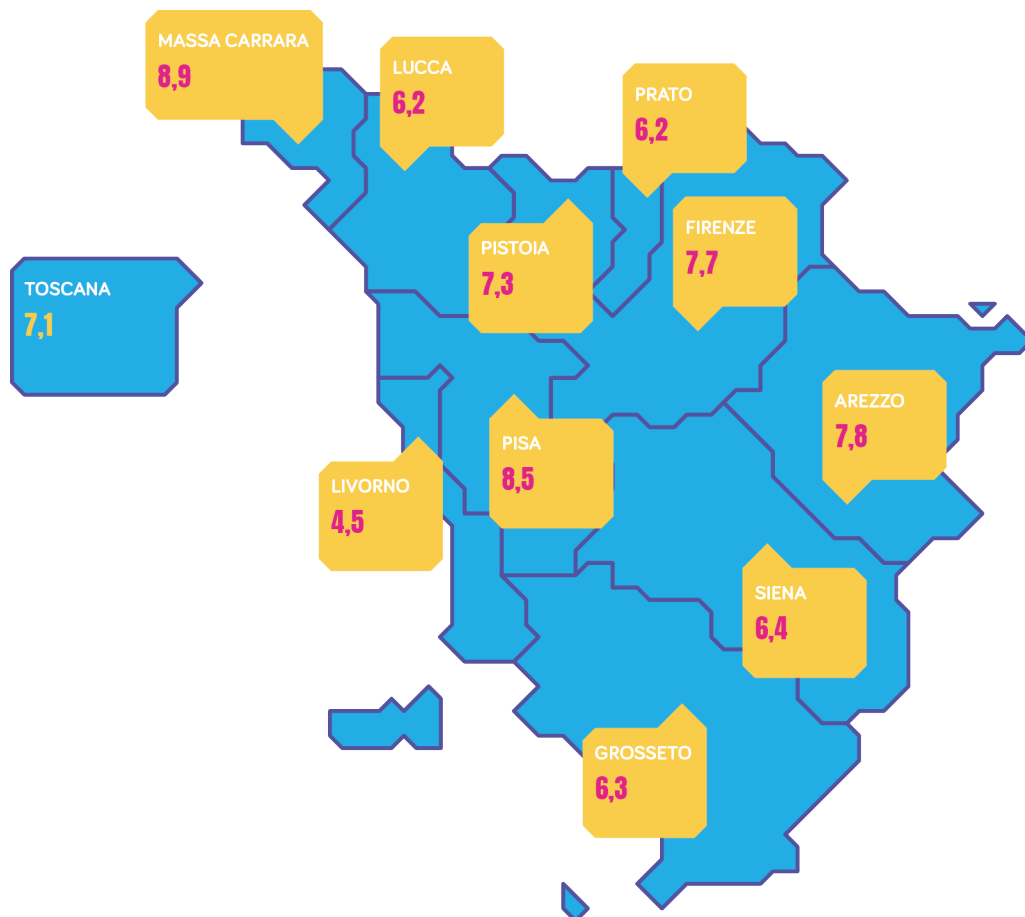 MASSA CARRARA
8,9
LUCCA
6,2
PRATO
6,2
PISTOIA
7,3
FIRENZE
7,7
TOSCANA
7,1
AREZZO
7,8
PISA
8,5
LIVORNO
4,5
SIENA
6,4
GROSSETO
6,3